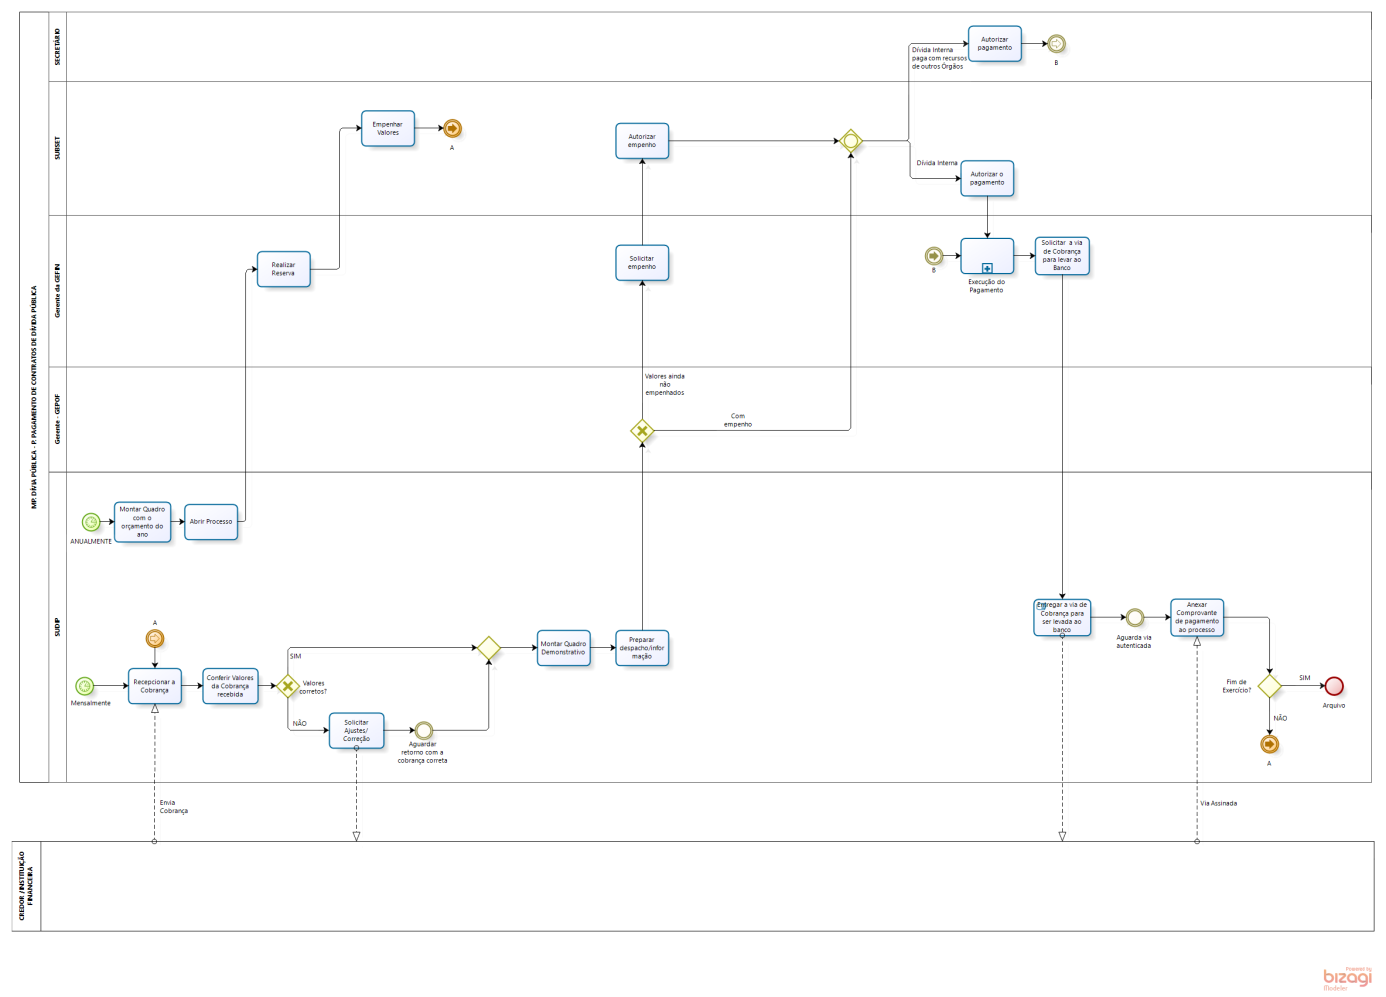 MP. DÍVIA PÚBLICA - P. PAGAMENTO DE CONTRATOS DE DÍVIDA PÚBLICA
SECRETÁRIO
Autorizar
pagamento
B
Dívida Interna
paga com recursos
de outros Órgãos
SUBSET
Empenhar
Valores
A
Autorizar
empenho
Dívida Interna
Autorizar o
pagamento
Gerente da GEFIN
Realizar
Reserva
Solicitar
empenho
B
Execução do
Pagamento
Solicitar a via
de Cobrança
para levar ao
Banco
Gerente - GEPOF
Valores ainda
não
empenhados
Com
empenho
SUDIP
ANUALMENTE
Montar Quadro
com o
orçamento do
ano
Abrir Processo
A
Mensalmente
Recepcionar a
Cobrança
Conferir Valores
da Cobrança
recebida
Valores
corretos?
SIM
NÃO
Solicitar
Ajustes/
Correção
Aguardar
retorno com a
cobrança correta
Montar Quadro
Demonstrativo
Preparar
despacho/infor
mação
Entregar a via de
Cobrança para
ser levada ao
banco
Aguarda via
autenticada
Anexar
Comprovante
de pagamento
ao processo
Fim de
Exercício?
SIM
Arquivo
NÃO
A
Envia
Cobrança
Via Assinada
CREDOR /INSTITUIÇÃO
FINANCEIRA
Powered by
bizagi
Modeler